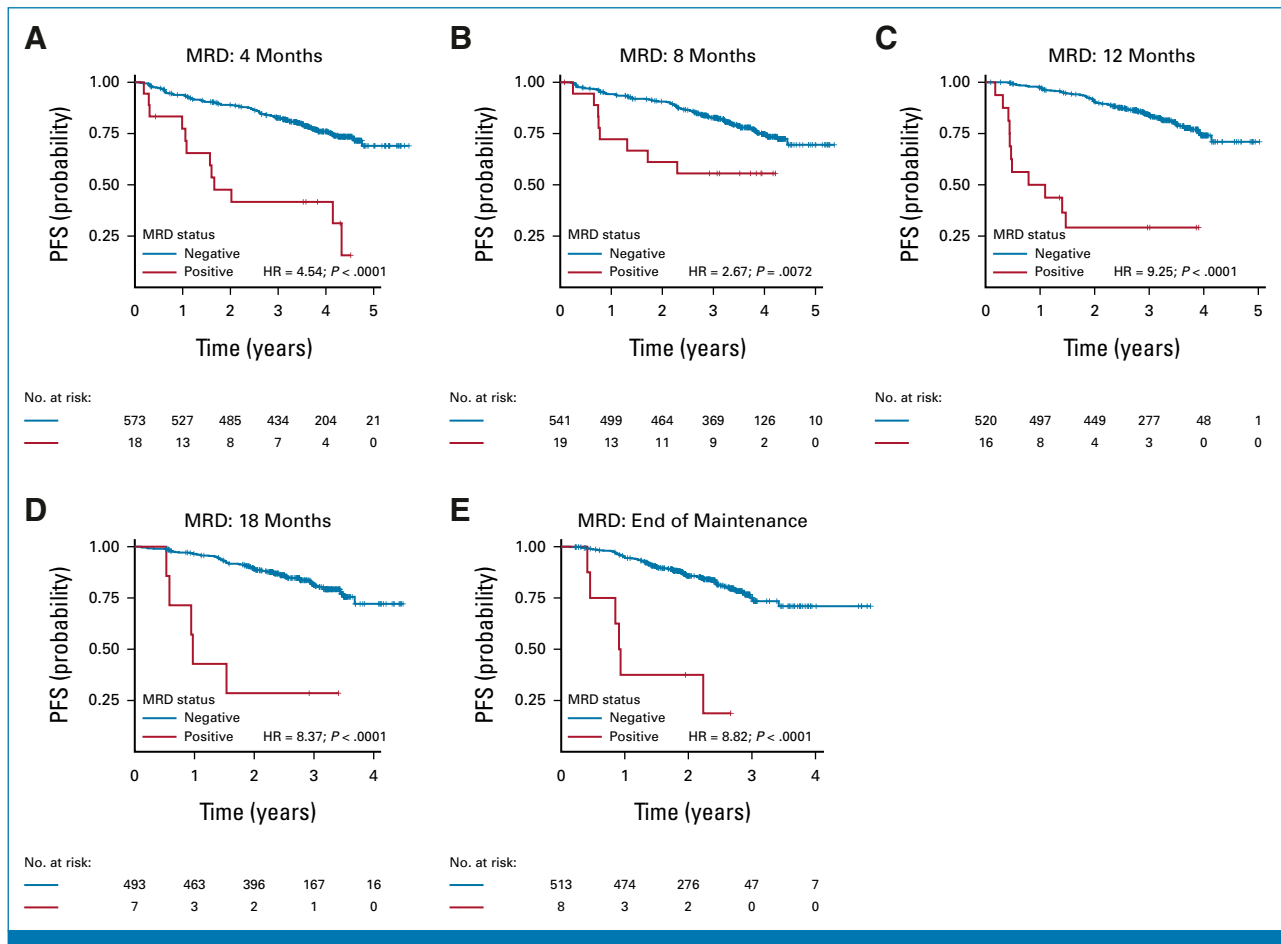 A
MRD: 4 Months
PFS (probability)
1.00
0.75
0.50
0.25
MRD status
Negative
Positive
HR = 4.54; P < .0001
0 1 2 3 4 5
Time (years)
No. at risk:
573 527 485 434 204 21
18 13 8 7 4 0
B
MRD: 8 Months
PFS (probability)
1.00
0.75
0.50
0.25
MRD status
Negative
Positive
HR = 2.67; P = .0072
0 1 2 3 4 5
Time (years)
No. at risk:
541 499 464 369 126 10
19 13 11 9 2 0
C
MRD: 12 Months
PFS (probability)
1.00
0.75
0.50
0.25
MRD status
Negative
Positive
HR = 9.25; P < .0001
0 1 2 3 4 5
Time (years)
No. at risk:
520 497 449 277 48 1
16 8 4 3 0 0
D
MRD: 18 Months
PFS (probability)
1.00
0.75
0.50
0.25
MRD status
Negative
Positive
HR = 8.37; P < .0001
0 1 2 3 4
Time (years)
No. at risk:
493 463 396 167 16
7 3 2 1 0
E
MRD: End of Maintenance
PFS (probability)
1.00
0.75
0.50
0.25
MRD status
Negative
Positive
HR = 8.82; P < .0001
0 1 2 3 4
Time (years)
No. at risk:
513 474 276 47 7
8 3 2 0 0